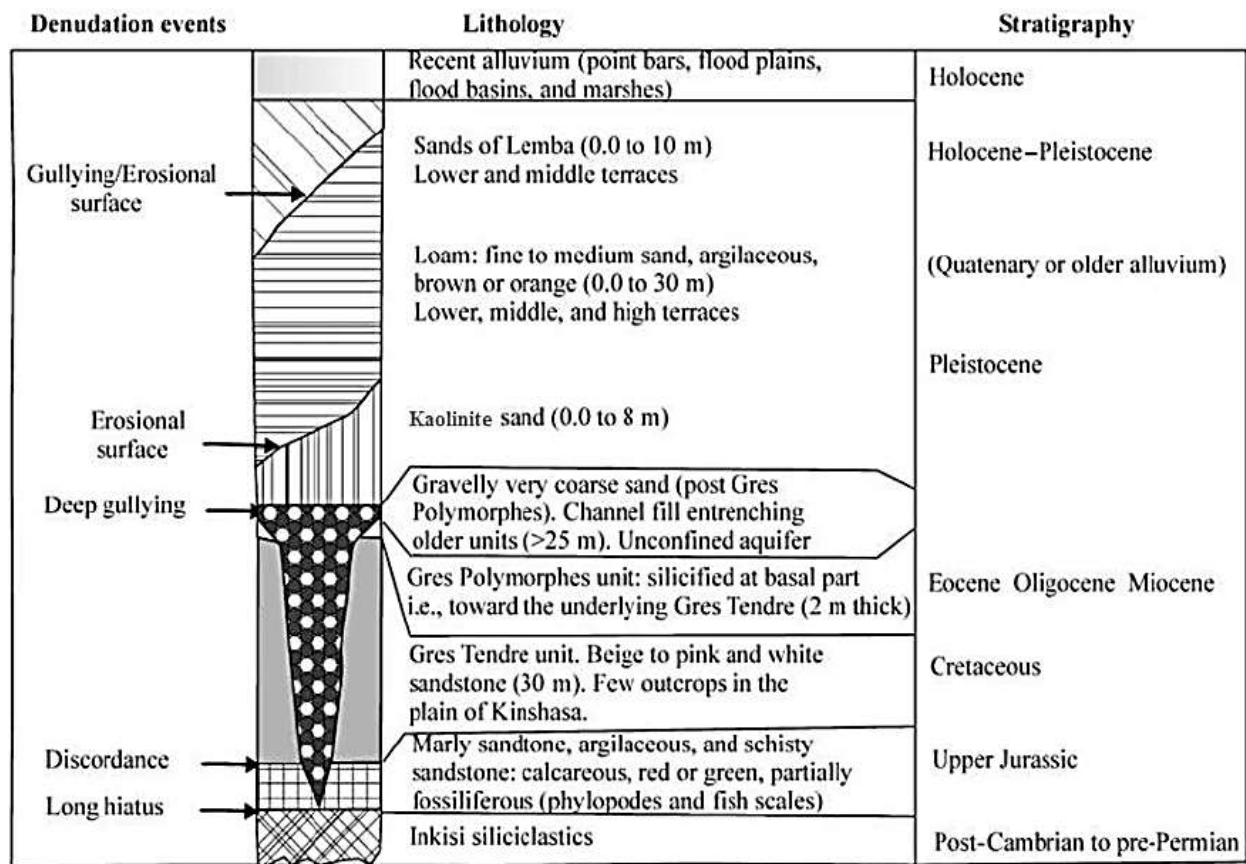 Denudation events
Lithology
Stratigraphy
Recent alluvium (point bars, flood plains,
flood basins, and marshes)
Holocene
Sands of Lemba (0.0 to 10 m)
Lower and middle terraces
Holocene–Pleistocene
Gullying/Erosional
surface
Loam: fine to medium sand, argilaceous,
brown or orange (0.0 to 30 m)
Lower, middle, and high terraces
(Quatenary or older alluvium)
Pleistocene
Erosional
surface
Kaolinite sand (0.0 to 8 m)
Deep gullying
Gravelly very coarse sand (post Gres
Polymorphes). Channel fill entrenching
older units (>25 m). Unconfined aquifer
Gres Polymorphes unit: silicified at basal part
i.e., toward the underlying Gres Tendre (2 m thick)
Eocene Oligocene Miocene
Gres Tendre unit. Beige to pink and white
sandstone (30 m). Few outcrops in the
plain of Kinshasa.
Cretaceous
Discordance
Marly sandtone, argilaceous, and schisty
sandstone: calcareous, red or green, partially
fossiliferous (phylopodes and fish scales)
Upper Jurassic
Long hiatus
Inkisi siliciclastics
Post-Cambrian to pre-Permian